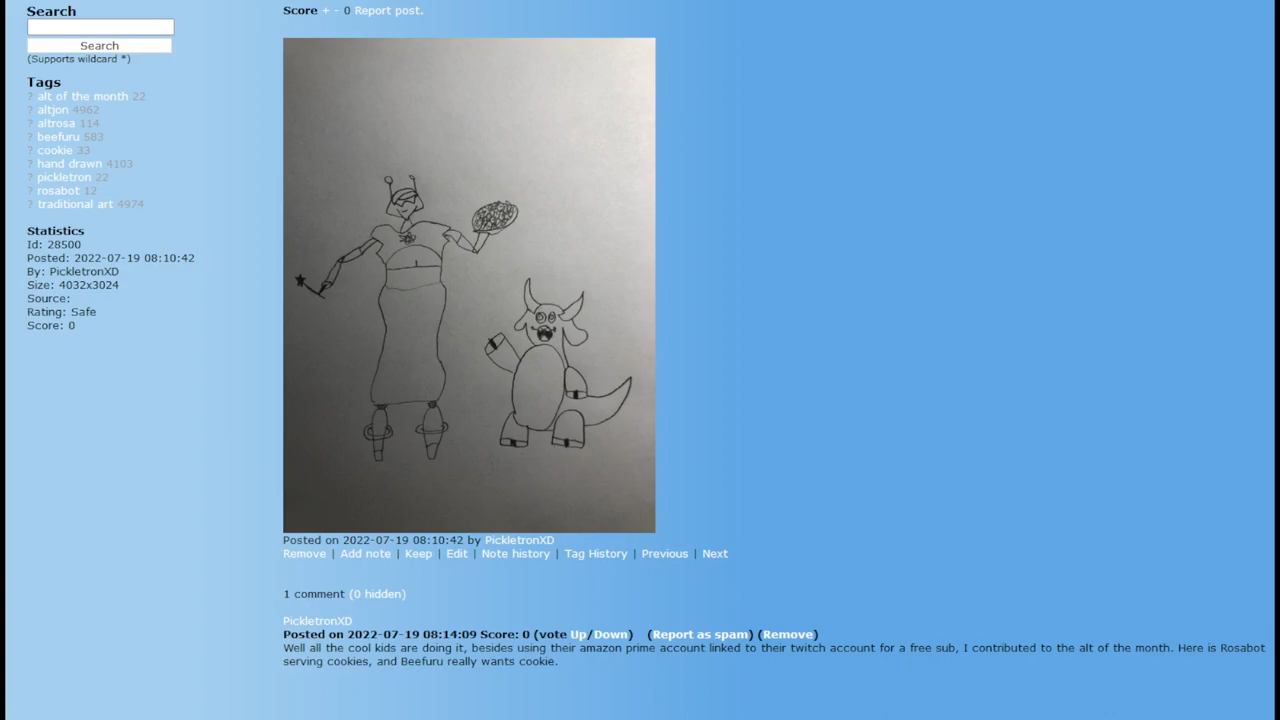 Search
Search
(Supports wildcard *)
Tags
? alt of the month 22
? altjon 4962
? altrosa 114
? beefuru 583
? cookie 33
? hand drawn 4103
? pickletron 22
? rosabot 12
? traditional art 4974
Statistics
Id: 28500
Posted: 2022-07-19 08:10:42
By: PickletronXD
Size: 4032x3024
Source:
Rating: Safe
Score: 0
Score + - 0 Report post.
Posted on 2022-07-19 08:10:42 by PickletronXD
Remove | Add note | Keep | Edit | Note history | Tag History | Previous | Next
1 comment (0 hidden)
PickletronXD
Posted on 2022-07-19 08:14:09 Score: 0 (vote Up/Down) (Report as spam) (Remove)
Well all the cool kids are doing it, besides using their amazon prime account linked to their twitch account for a free sub, I contributed to the alt of the month. Here is Rosabot
serving cookies, and Beefuru really wants cookie.